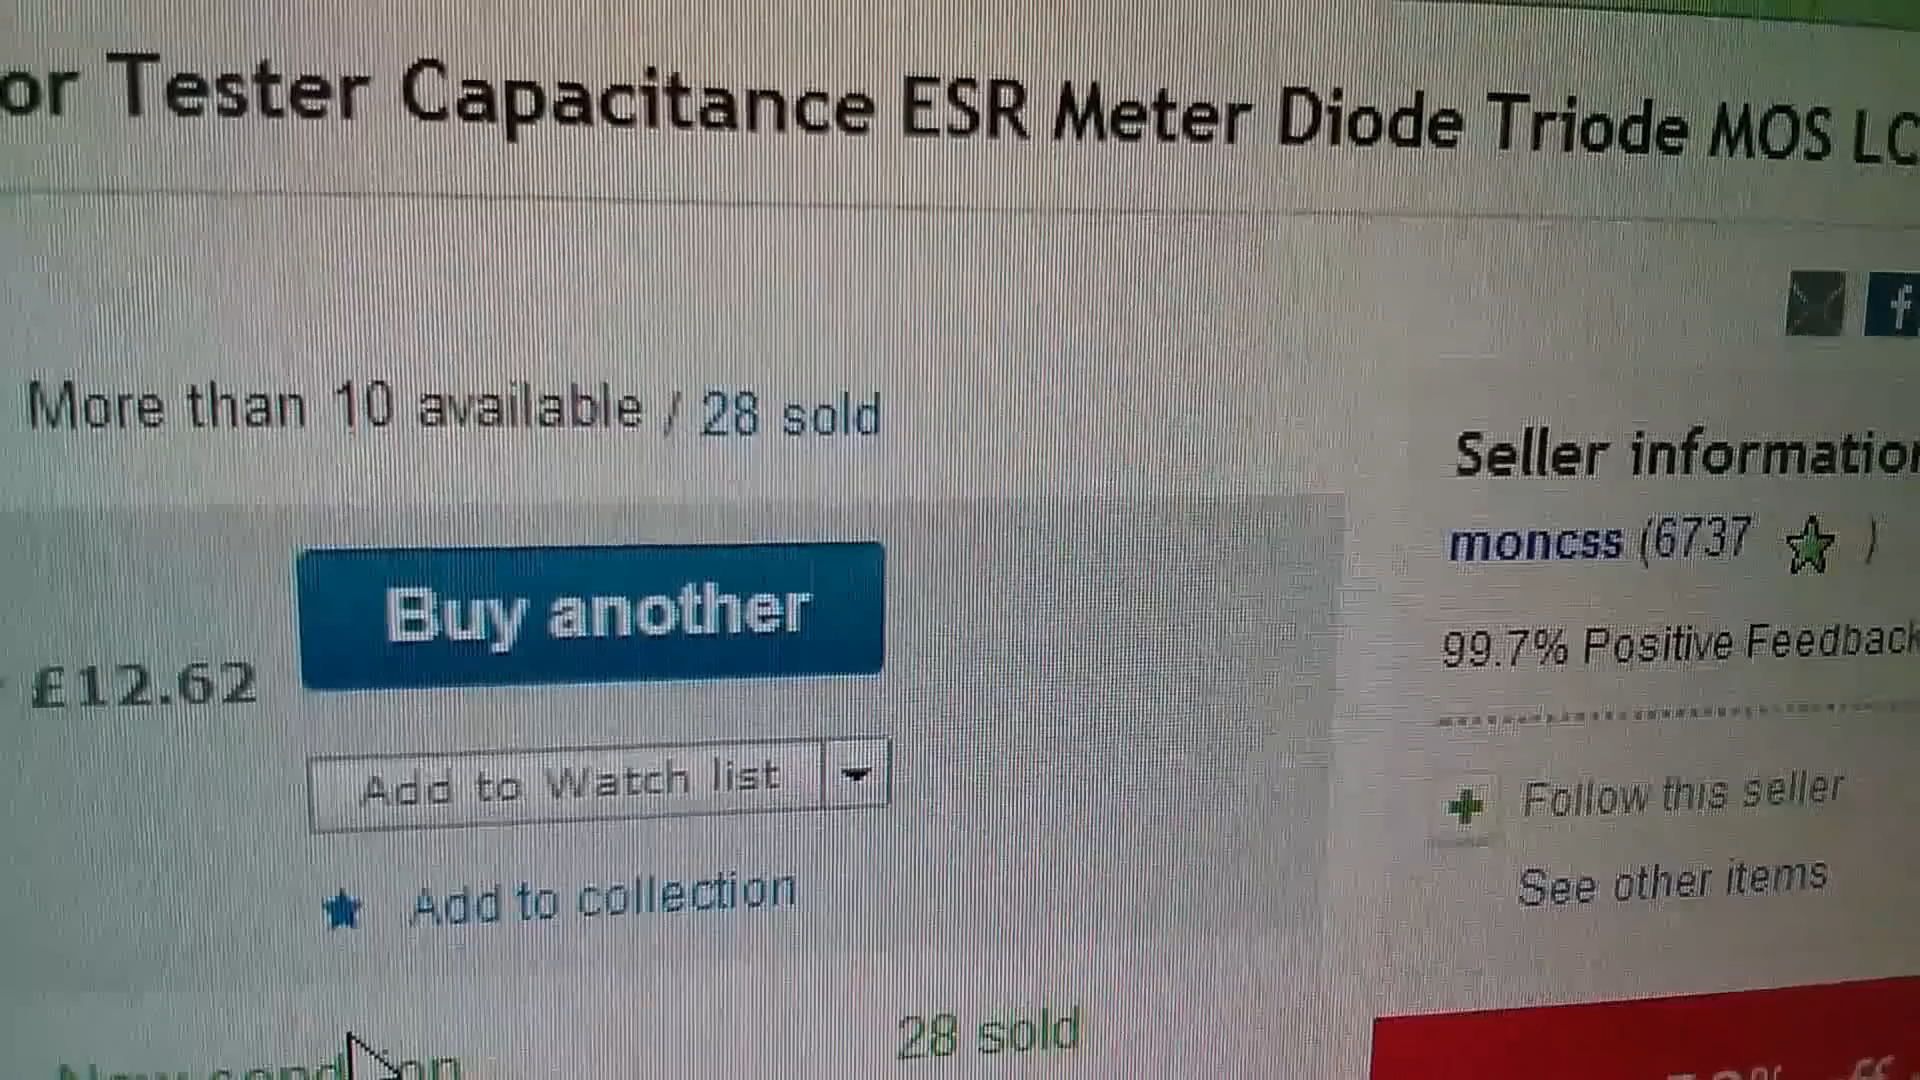 or Tester Capacitance ESR Meter Diode Triode MOS LC
More than 10 available / 28 sold
Seller information
moncss (6737 )
99.7% Positive Feedback
Buy another
£12.62
Add to Watch list
Follow this seller
See other items
Add to collection
28 sold
New condition